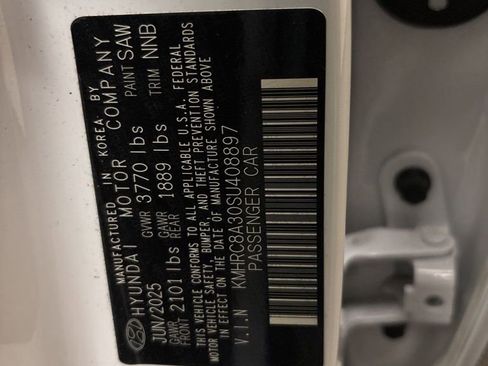 MANUFACTURED IN KOREA BY
HYUNDAI MOTOR COMPANY
JUN/2025 GVWR 3770 lbs PAINT SAW
GAWR FRONT 2101 lbs GAWR REAR 1889 lbs TRIM NNB
THIS VEHICLE CONFORMS TO ALL APPLICABLE U.S.A. FEDERAL
MOTOR VEHICLE SAFETY, BUMPER, AND THEFT PREVENTION STANDARDS
IN EFFECT ON THE DATE OF MANUFACTURE SHOWN ABOVE
V.I.N KMHRC8A30SU408897
PASSENGER CAR